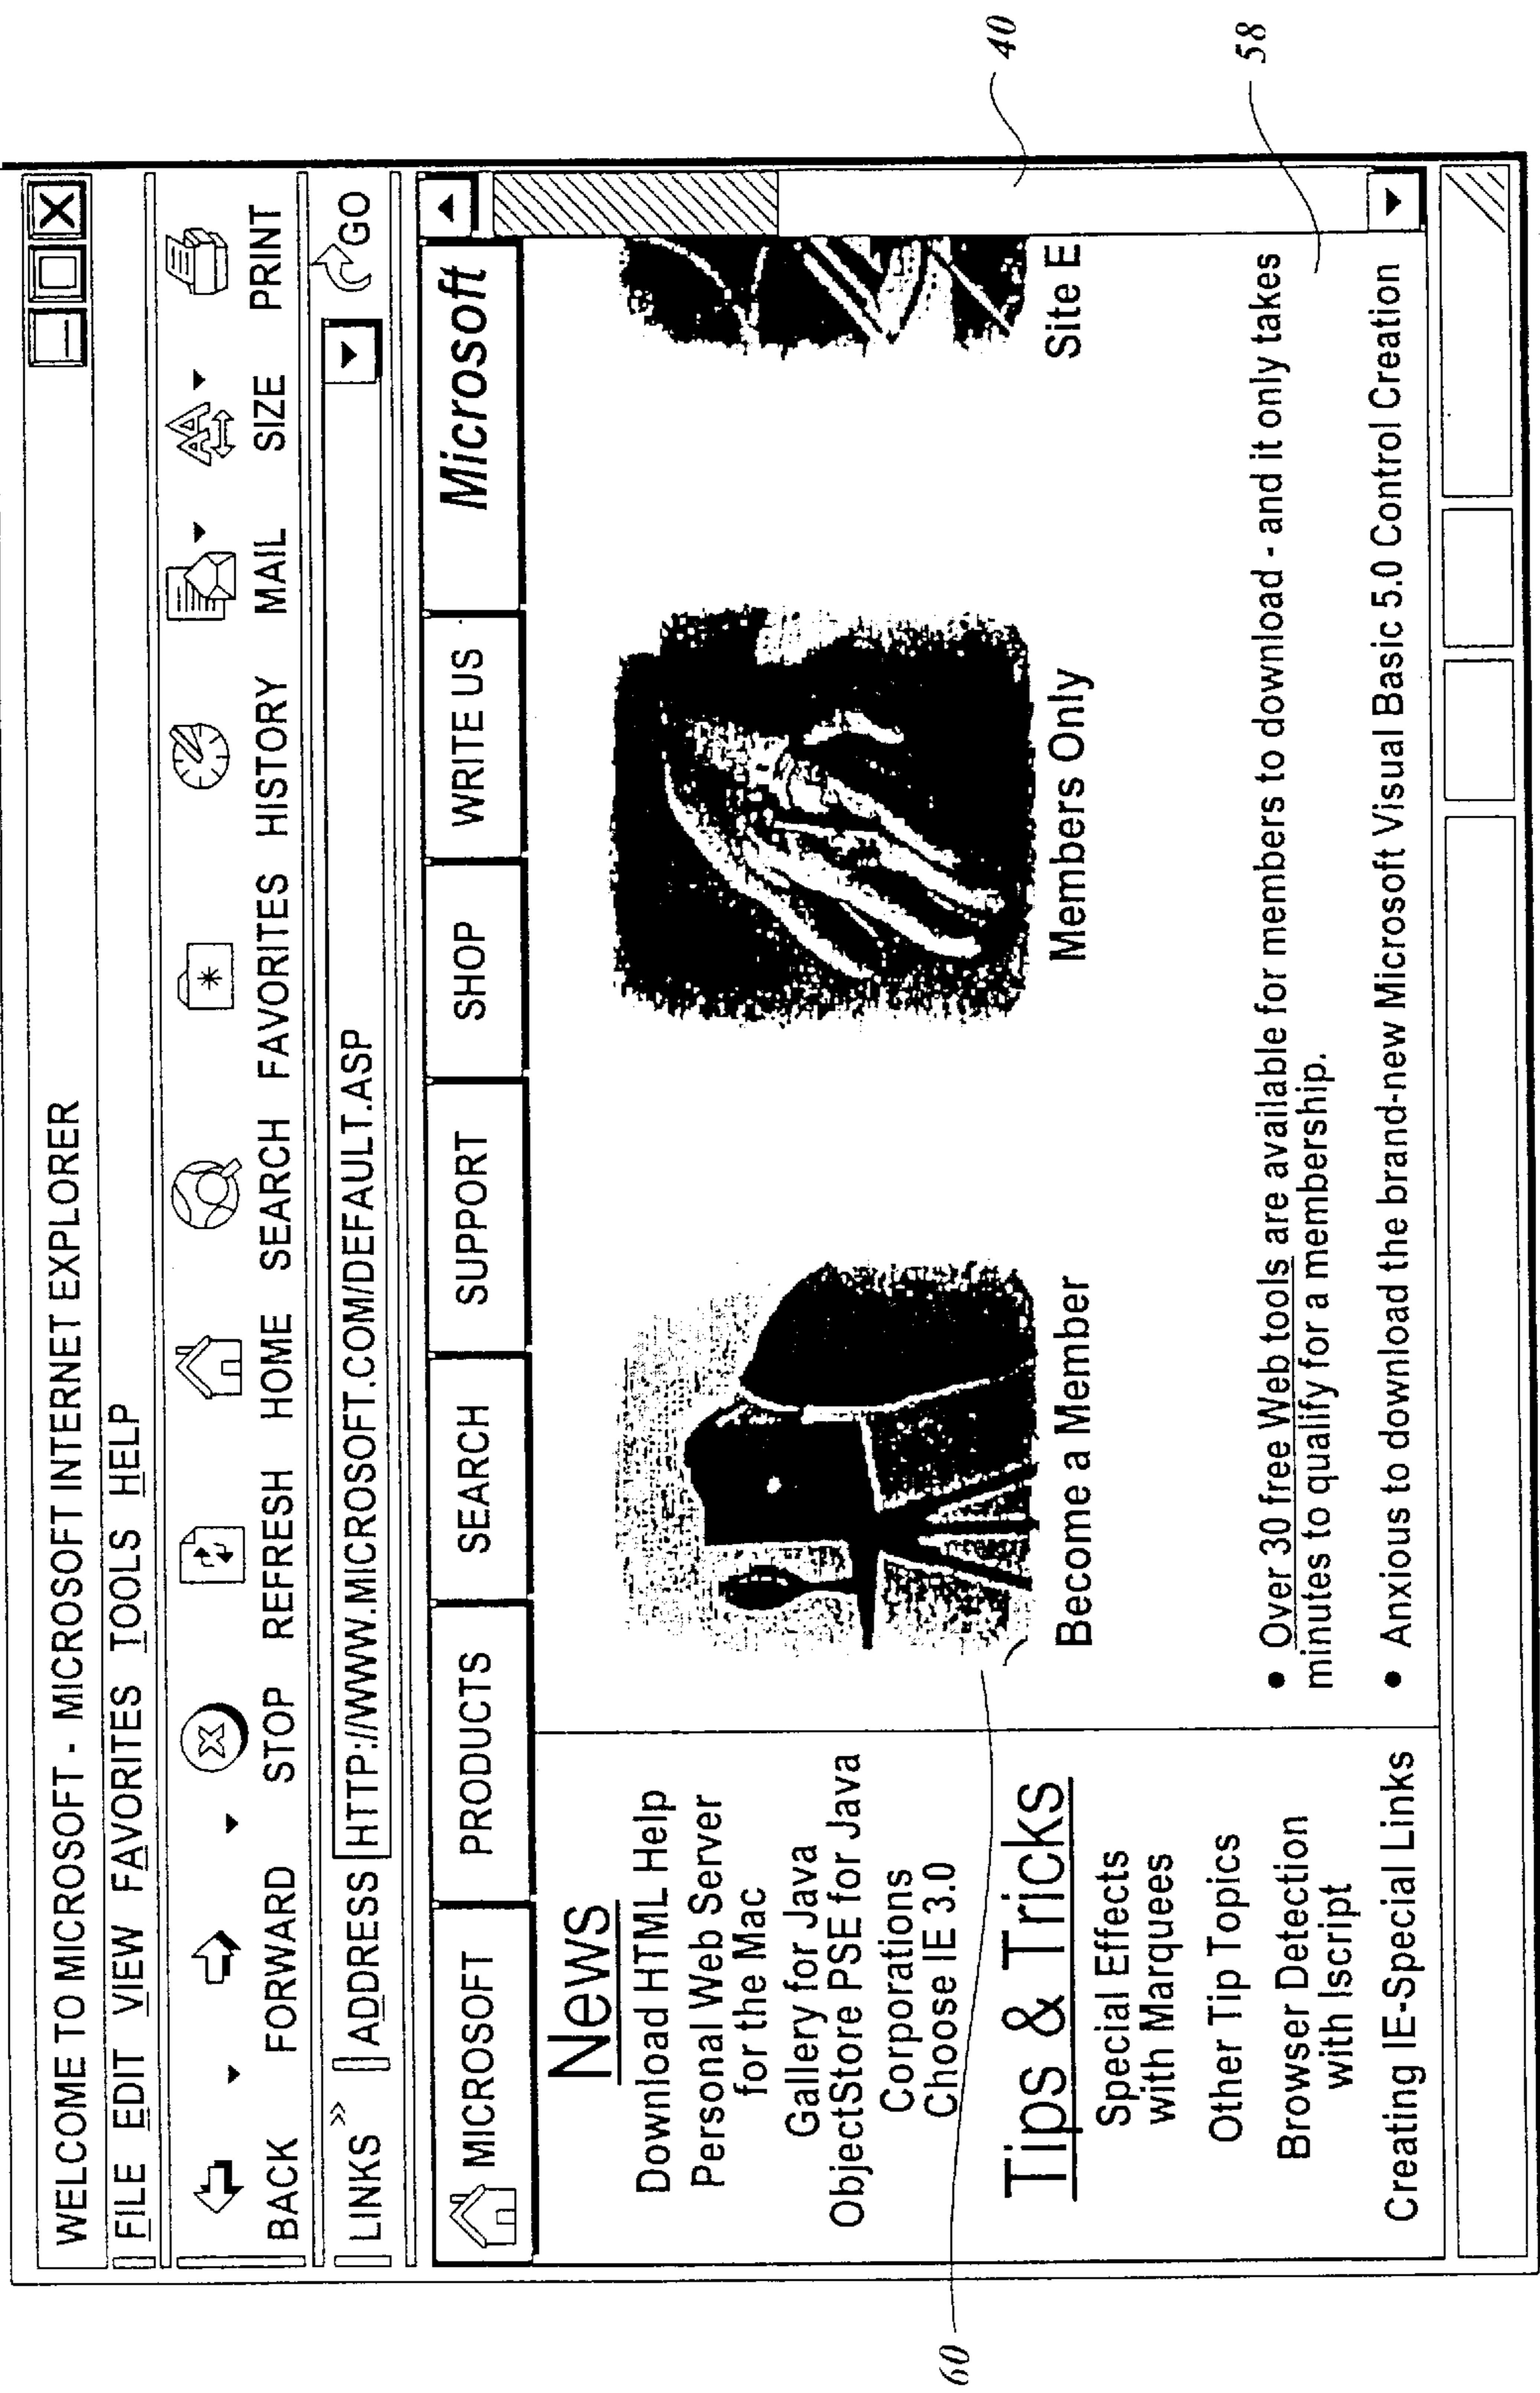 WELCOME TO MICROSOFT - MICROSOFT INTERNET EXPLORER
FILE EDIT VIEW FAVORITES TOOLS HELP
BACK FORWARD STOP REFRESH HOME SEARCH FAVORITES HISTORY MAIL SIZE PRINT
LINKS » ADDRESS HTTP://WWW.MICROSOFT.COM/DEFAULT.ASP GO
MICROSOFT PRODUCTS SEARCH SUPPORT SHOP WRITE US Microsoft
News
Download HTML Help
Personal Web Server
for the Mac
Gallery for Java
ObjectStore PSE for Java
Corporations
Choose IE 3.0
Tips & Tricks
Special Effects
with Marquees
Other Tip Topics
Browser Detection
with Iscript
Creating IE-Special Links
Become a Member
Members Only
Site E
• Over 30 free Web tools are available for members to download - and it only takes
minutes to qualify for a membership.
• Anxious to download the brand-new Microsoft Visual Basic 5.0 Control Creation
40
58
60